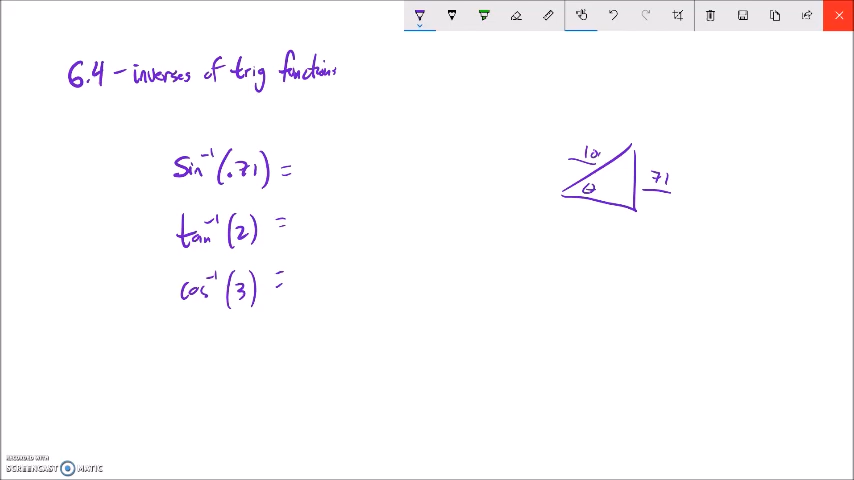 6.4 - inverses of trig functions
sin⁻¹(.71) =
tan⁻¹(2) =
cos⁻¹(3) =
θ
71
RECORDED WITH
SCREENCAST MATIC